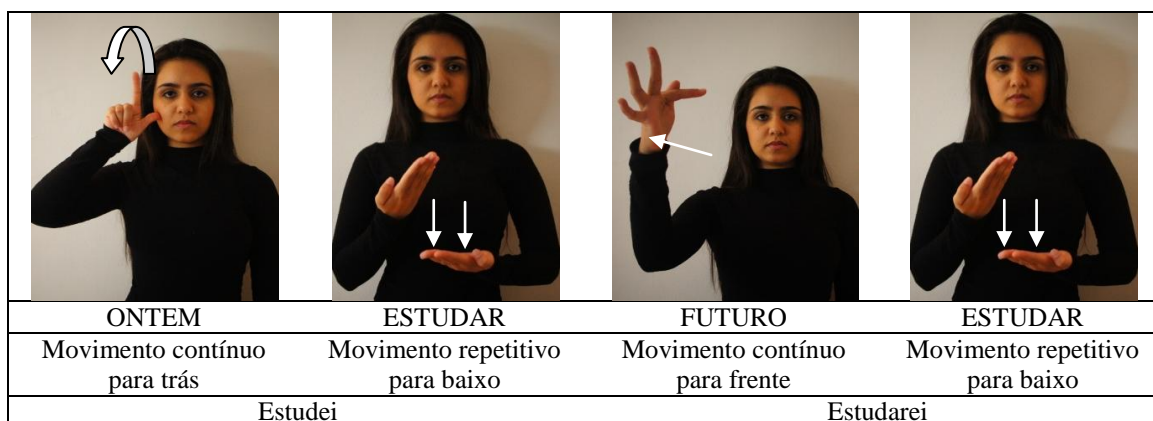 ONTEM ESTUDAR FUTURO ESTUDAR
Movimento contínuo Movimento repetitivo Movimento contínuo Movimento repetitivo
para trás para baixo para frente para baixo
Estudei Estudarei